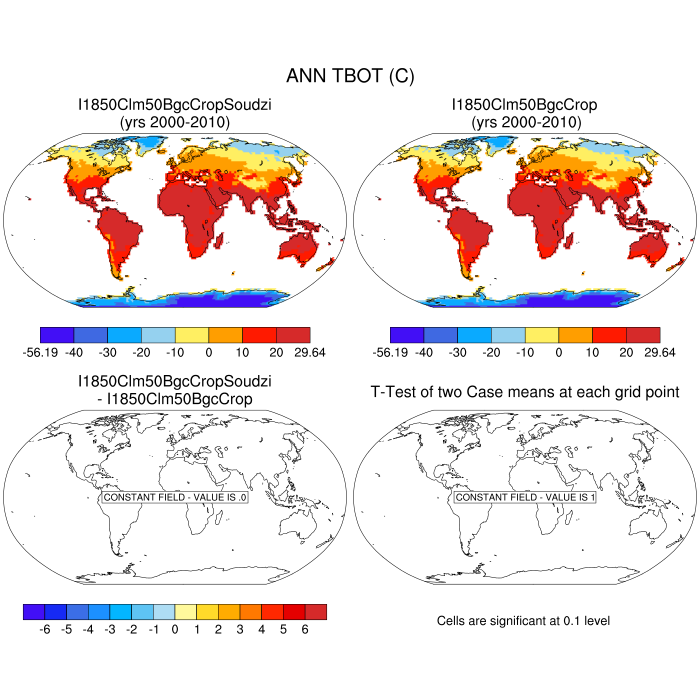 ANN TBOT (C)
I1850Clm50BgcCropSoudzi
(yrs 2000-2010)
I1850Clm50BgcCrop
(yrs 2000-2010)
-56.19 -40 -30 -20 -10 0 10 20 29.64
-56.19 -40 -30 -20 -10 0 10 20 29.64
I1850Clm50BgcCropSoudzi
- I1850Clm50BgcCrop
T-Test of two Case means at each grid point
CONSTANT FIELD - VALUE IS .0
CONSTANT FIELD - VALUE IS 1
-6 -5 -4 -3 -2 -1 0 1 2 3 4 5 6
Cells are significant at 0.1 level